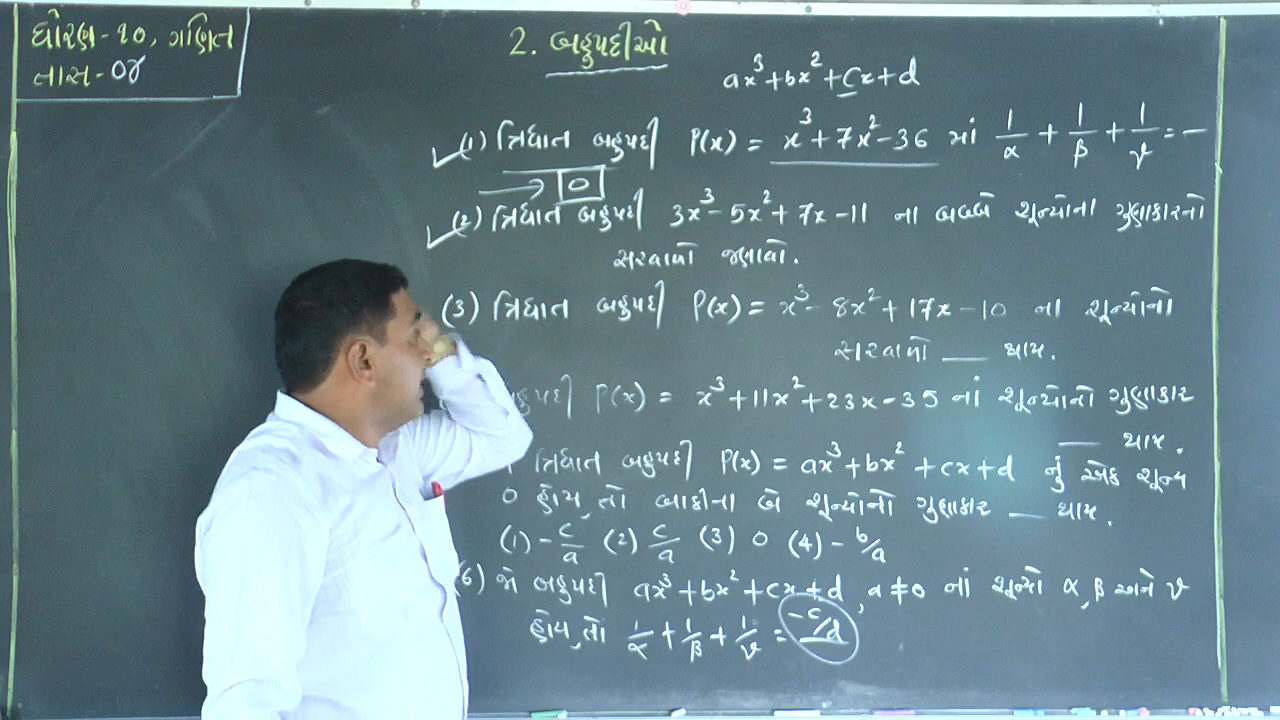 ધોરણ-૧૦, ગણિત
તાસ-૦૪
2. બહુપદીઓ
ax³+bx²+cx+d
(1) ત્રિઘાત બહુપદી P(x) = x³+7x²-36 માં 1/α + 1/β + 1/γ = —
→ 0
(2) ત્રિઘાત બહુપદી 3x³-5x²+7x-11 ના બબ્બે શૂન્યોના ગુણાકારનો
સરવાળો જણાવો.
(3) ત્રિઘાત બહુપદી P(x) = x³-8x²+17x-10 ના શૂન્યોનો
સરવાળો __ થાય.
બહુપદી P(x) = x³+11x²+23x-35 નાં શૂન્યોનો ગુણાકાર
__ થાય.
ત્રિઘાત બહુપદી P(x) = ax³+bx²+cx+d નું એક શૂન્ય
0 હોય, તો બાકીના બે શૂન્યોનો ગુણાકાર __ થાય.
(1) -c/a (2) c/a (3) 0 (4) -b/a
(6) જો બહુપદી ax³+bx²+cx+d, a≠0 નાં શૂન્યો α, β અને γ
હોય, તો 1/α + 1/β + 1/γ = -c/d